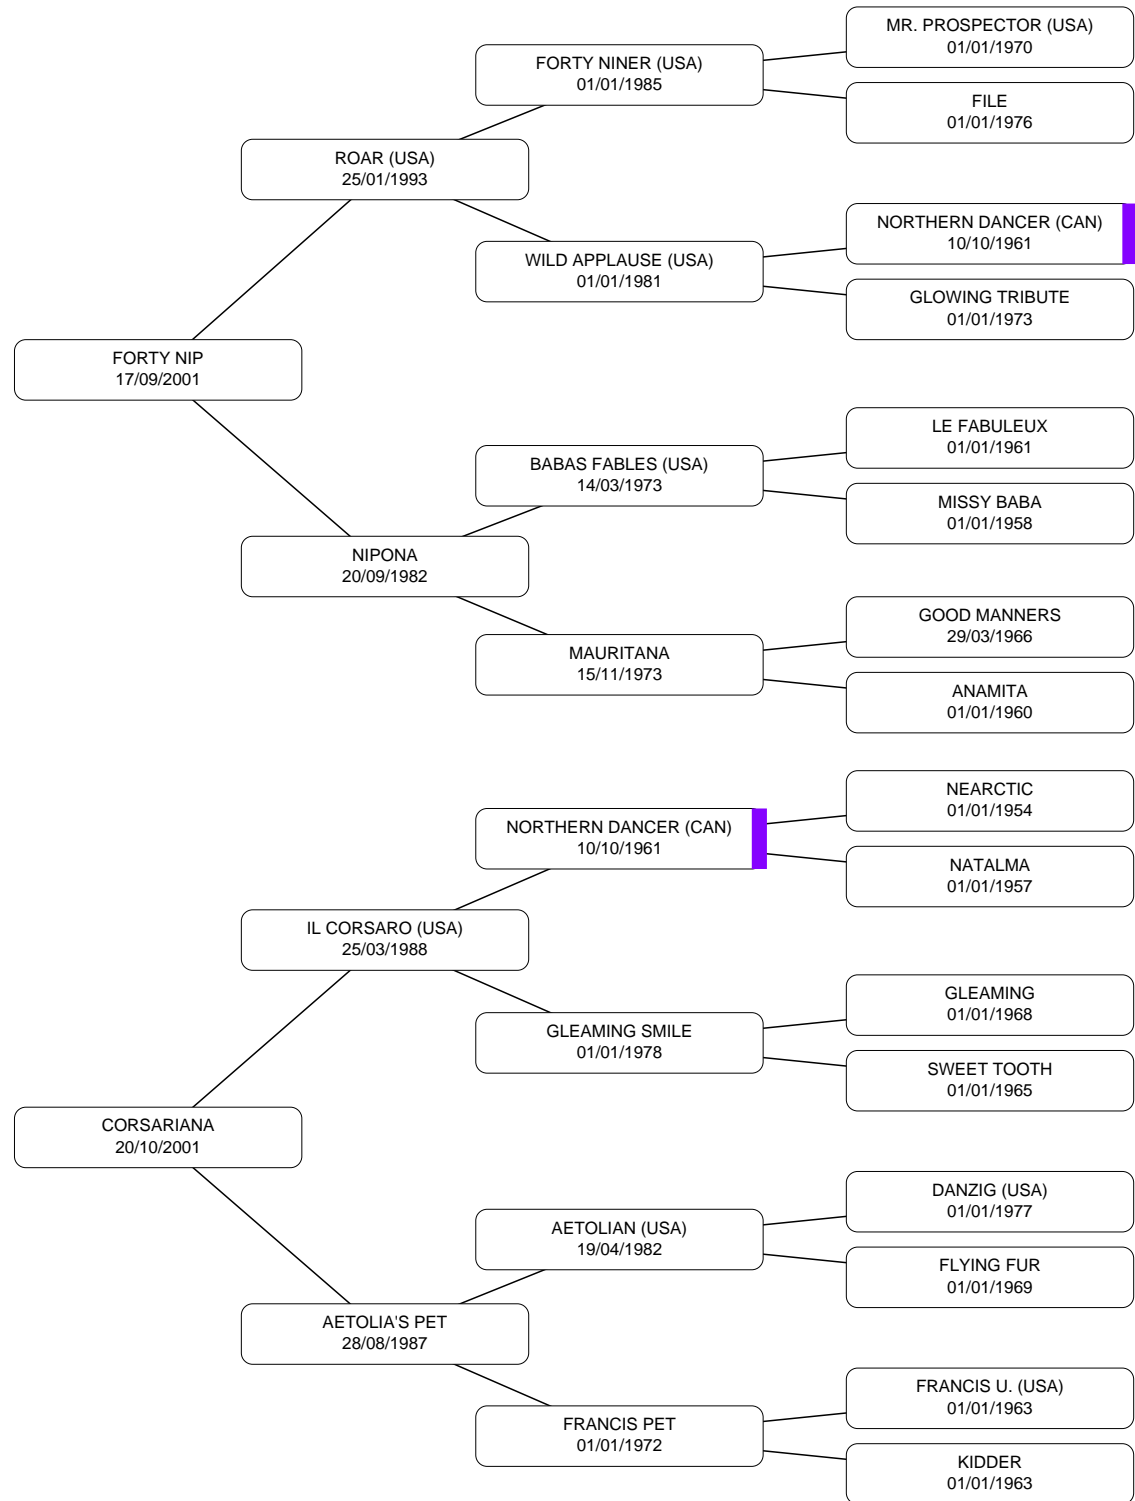 MR. PROSPECTOR (USA)
01/01/1970
FORTY NINER (USA)
01/01/1985
FILE
01/01/1976
ROAR (USA)
25/01/1993
NORTHERN DANCER (CAN)
10/10/1961
WILD APPLAUSE (USA)
01/01/1981
GLOWING TRIBUTE
01/01/1973
FORTY NIP
17/09/2001
LE FABULEUX
01/01/1961
BABAS FABLES (USA)
14/03/1973
MISSY BABA
01/01/1958
NIPONA
20/09/1982
GOOD MANNERS
29/03/1966
MAURITANA
15/11/1973
ANAMITA
01/01/1960
NEARCTIC
01/01/1954
NORTHERN DANCER (CAN)
10/10/1961
NATALMA
01/01/1957
IL CORSARO (USA)
25/03/1988
GLEAMING
01/01/1968
GLEAMING SMILE
01/01/1978
SWEET TOOTH
01/01/1965
CORSARIANA
20/10/2001
DANZIG (USA)
01/01/1977
AETOLIAN (USA)
19/04/1982
FLYING FUR
01/01/1969
AETOLIA'S PET
28/08/1987
FRANCIS U. (USA)
01/01/1963
FRANCIS PET
01/01/1972
KIDDER
01/01/1963